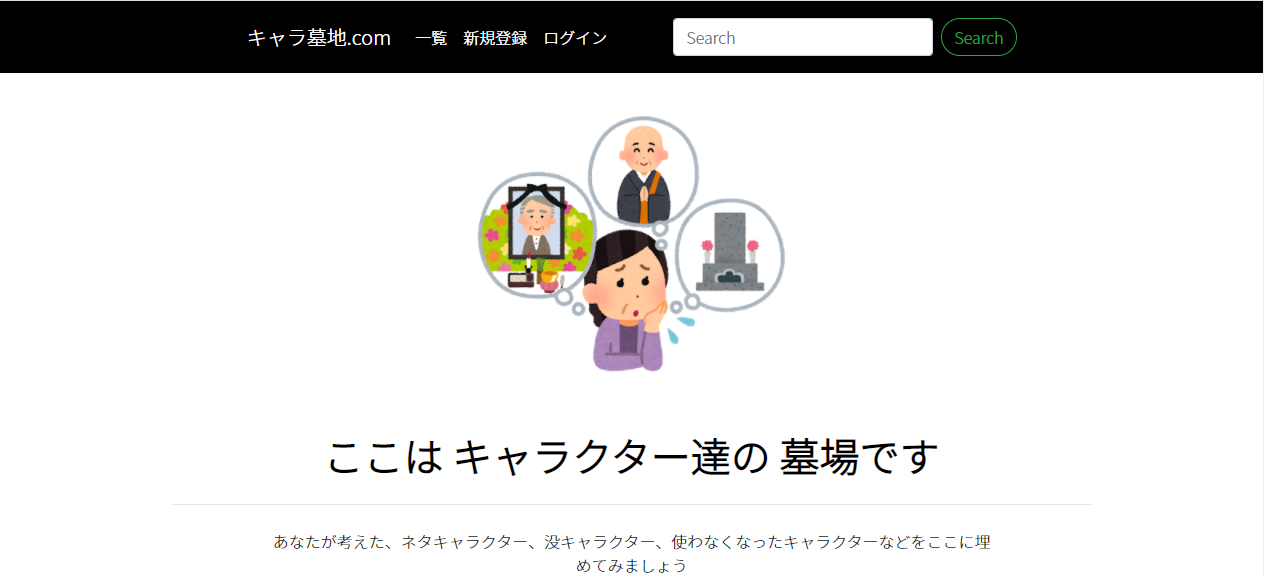 キャラ墓地.com 一覧 新規登録 ログイン Search Search
ここは キャラクター達の 墓場です
あなたが考えた、ネタキャラクター、没キャラクター、使わなくなったキャラクターなどをここに埋
めてみましょう